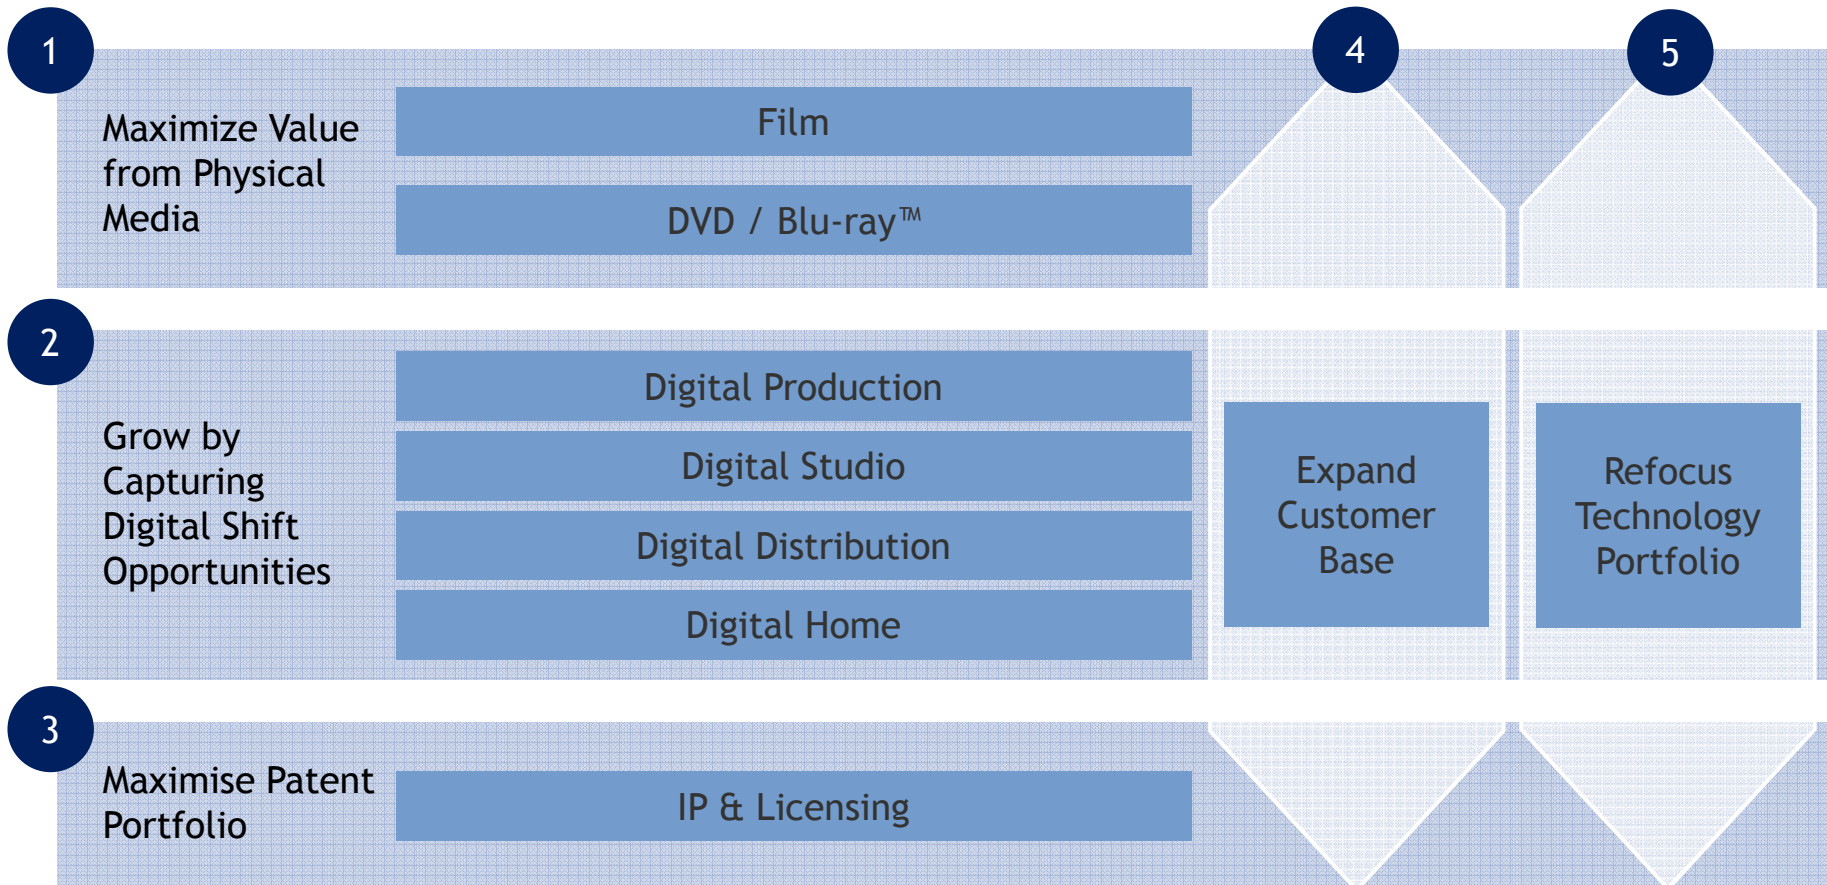 1
4
5
Maximize Value
from Physical
Media
Film
DVD / Blu-ray™
2
Grow by
Capturing
Digital Shift
Opportunities
Digital Production
Digital Studio
Digital Distribution
Digital Home
Expand
Customer
Base
Refocus
Technology
Portfolio
3
Maximise Patent
Portfolio
IP & Licensing